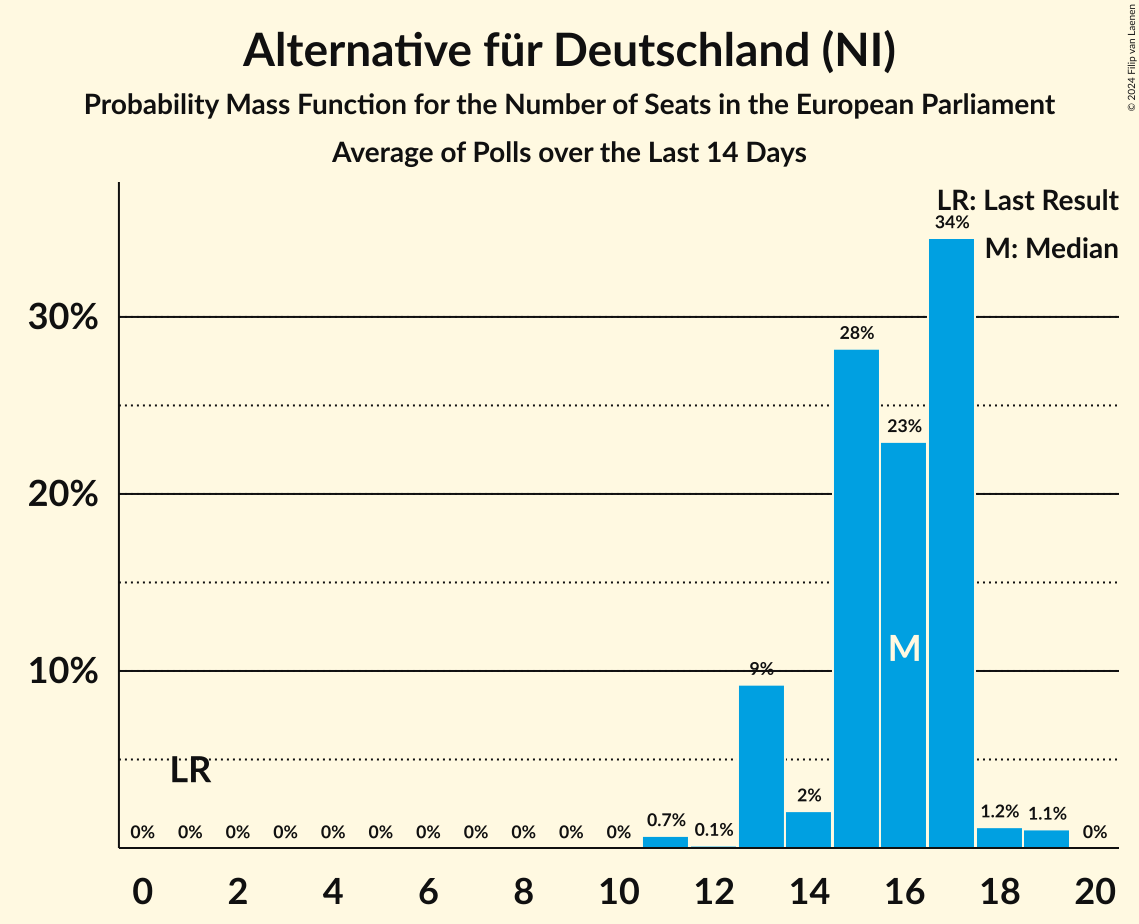 Alternative für Deutschland (NI)
Probability Mass Function for the Number of Seats in the European Parliament
Average of Polls over the Last 14 Days
© 2024 Filip van Laenen
LR: Last Result
M: Median
34%
30%
28%
23%
20%
M
10%
9%
LR
2%
0% 0% 0% 0% 0% 0% 0% 0% 0% 0% 0% 0.7% 0.1% 1.2% 1.1% 0%
0 2 4 6 8 10 12 14 16 18 20